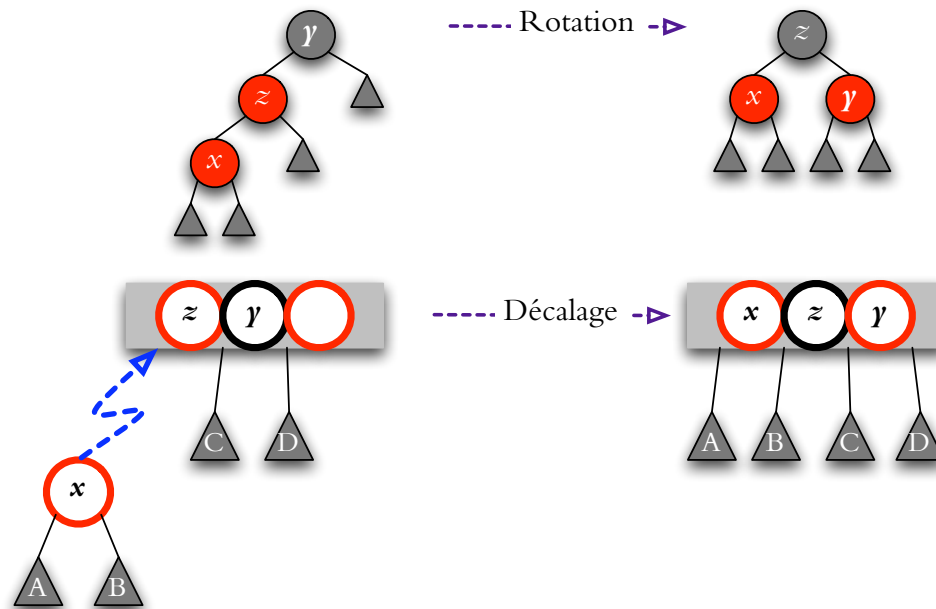 y Rotation z
z x y
x
z y Décalage x z y
C D A B C D
x
A B